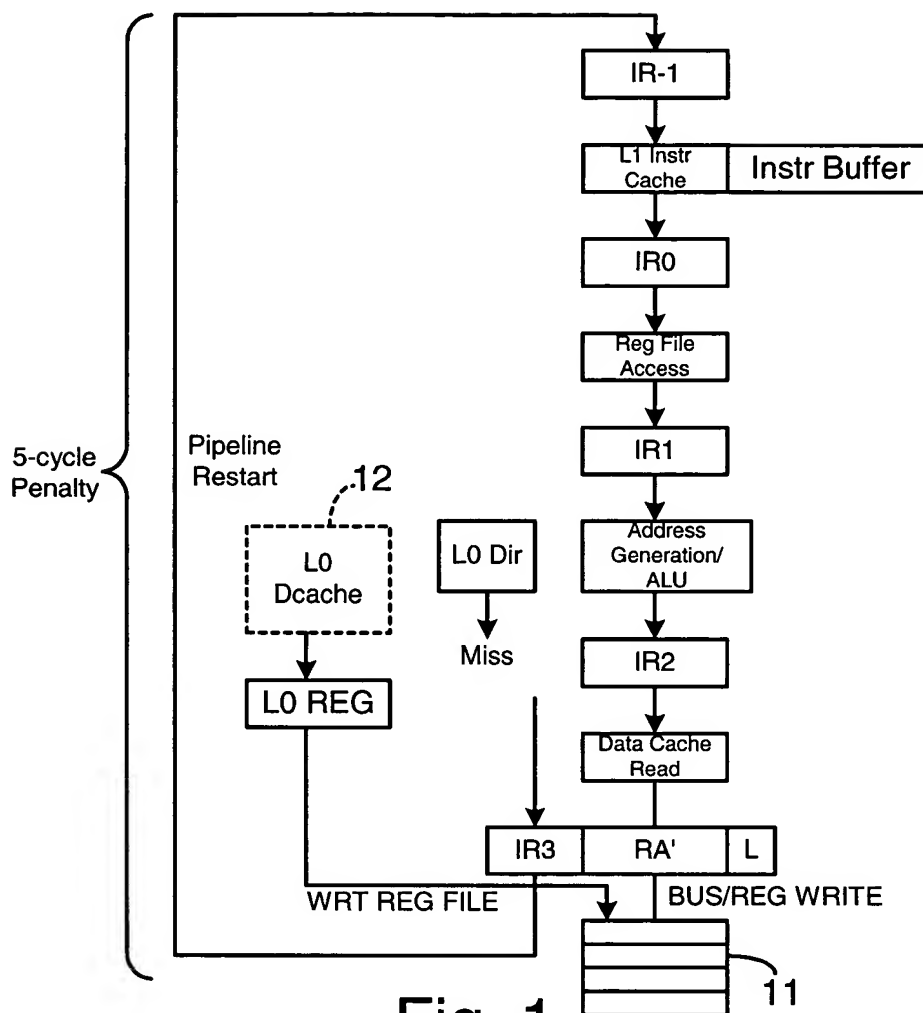 IR-1
L1 Instr
Cache
Instr Buffer
IR0
Reg File
Access
IR1
5-cycle
Penalty
Pipeline
Restart
12
L0
Dcache
L0 Dir
Address
Generation/
ALU
Miss
IR2
L0 REG
Data Cache
Read
IR3
RA'
L
WRT REG FILE
BUS/REG WRITE
11
Fig. 1